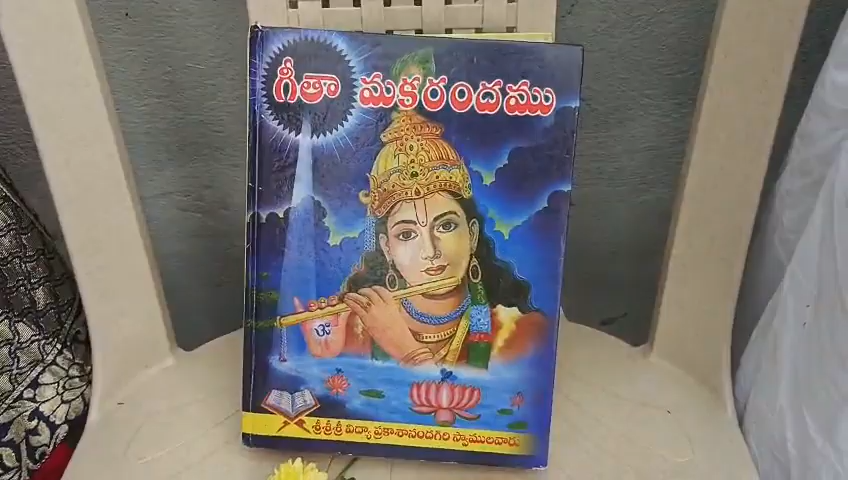 గీతా మకరందము
ఓం
శ్రీశ్రీశ్రీ విద్యా ప్రకాశానందగిరి స్వాములవారు